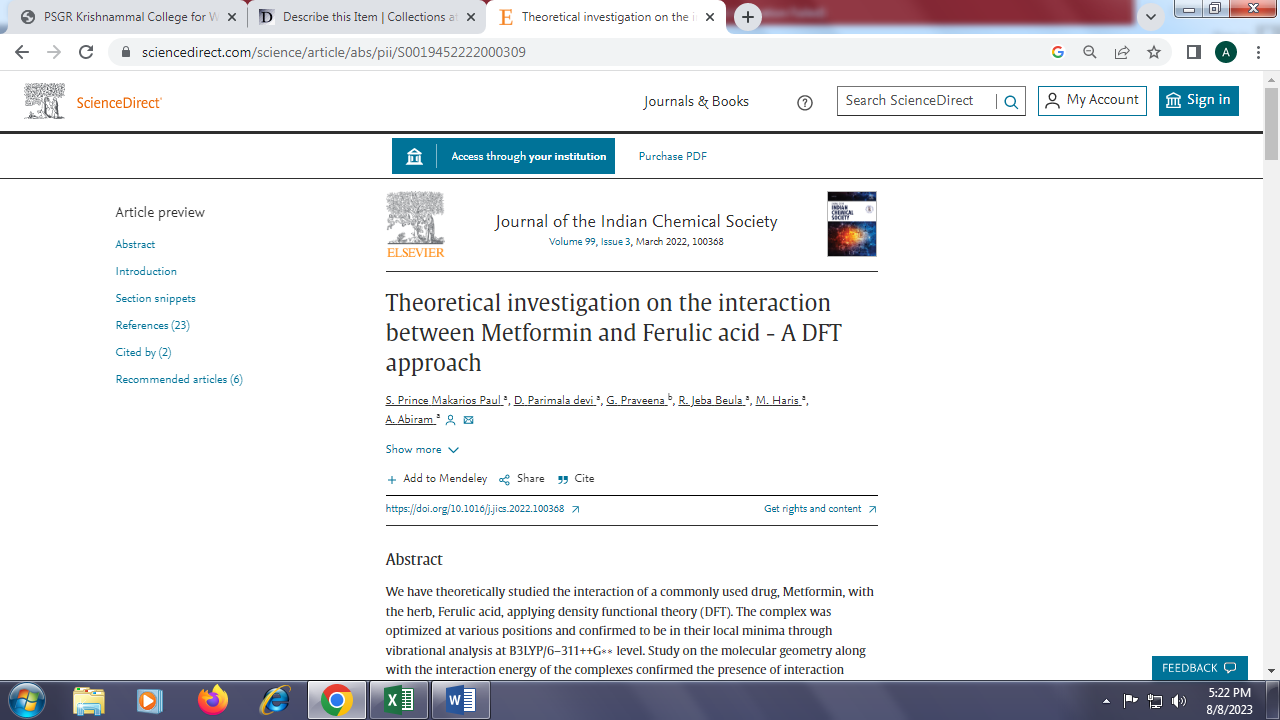 PSGR Krishnammal College for W
Describe this Item | Collections at
Theoretical investigation on the i
sciencedirect.com/science/article/abs/pii/S0019452222000309
A
ScienceDirect
Journals & Books
?
Search ScienceDirect
My Account
Sign in
Access through your institution
Purchase PDF
Article preview
Abstract
Introduction
Section snippets
References (23)
Cited by (2)
Recommended articles (6)
ELSEVIER
Journal of the Indian Chemical Society
Volume 99, Issue 3, March 2022, 100368
INDIAN
CHEMICAL
SOCIETY
Theoretical investigation on the interaction
between Metformin and Ferulic acid - A DFT
approach
S. Prince Makarios Paul a, D. Parimala devi a, G. Praveena b, R. Jeba Beula a, M. Haris a,
A. Abiram a
Show more
Add to Mendeley
Share
Cite
https://doi.org/10.1016/j.jics.2022.100368
Get rights and content
Abstract
We have theoretically studied the interaction of a commonly used drug, Metformin, with
the herb, Ferulic acid, applying density functional theory (DFT). The complex was
optimized at various positions and confirmed to be in their local minima through
vibrational analysis at B3LYP/6–311++G∗∗ level. Study on the molecular geometry along
with the interaction energy of the complexes confirmed the presence of interaction
FEEDBACK
5:22 PM
8/8/2023